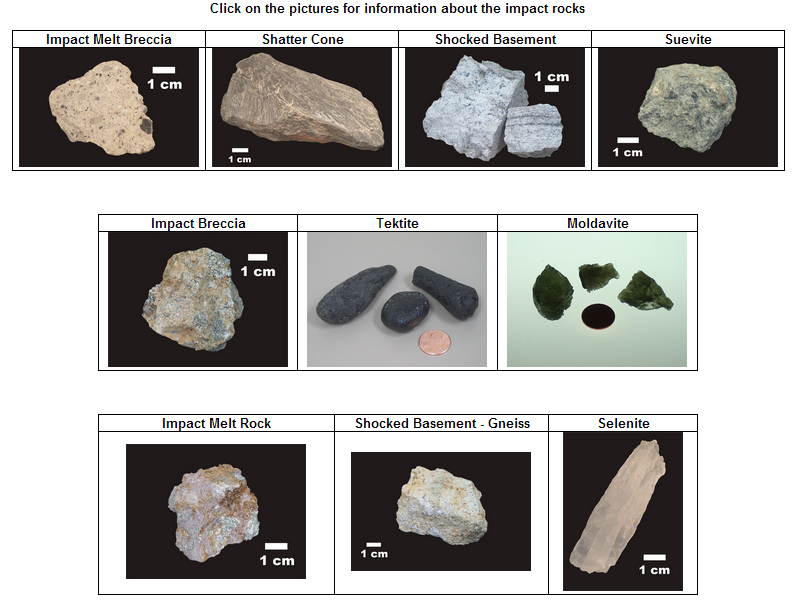 Click on the pictures for information about the impact rocks
Impact Melt Breccia
Shatter Cone
Shocked Basement
Suevite
1 cm
1 cm
1 cm
1 cm
Impact Breccia
Tektite
Moldavite
1 cm
Impact Melt Rock
Shocked Basement - Gneiss
Selenite
1 cm
1 cm
1 cm